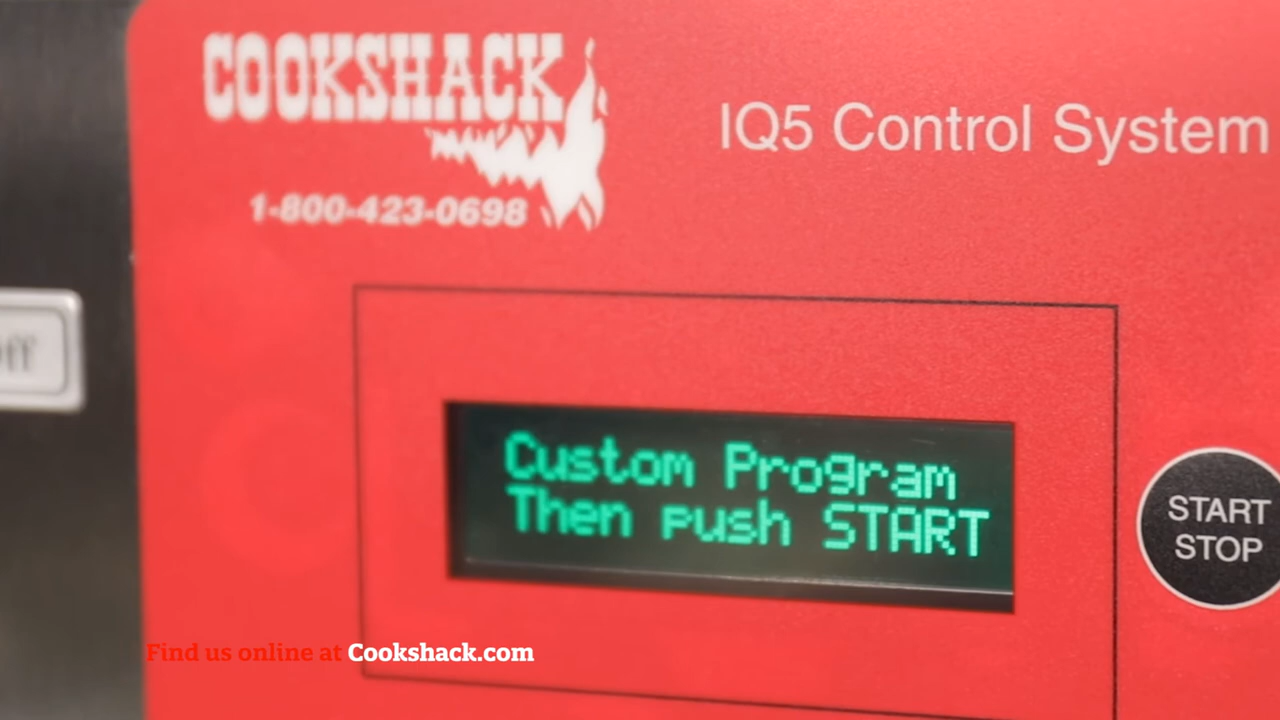 COOKSHACK
1-800-423-0698
IQ5 Control System
Custom Program
Then push START
START
STOP
Find us online at Cookshack.com